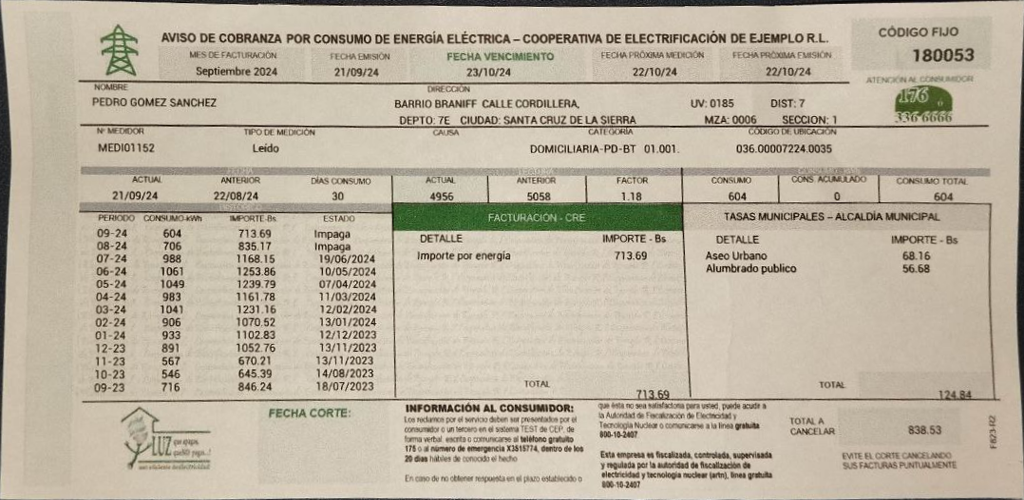 AVISO DE COBRANZA POR CONSUMO DE ENERGÍA ELÉCTRICA – COOPERATIVA DE ELECTRIFICACIÓN DE EJEMPLO R.L.
CÓDIGO FIJO
180053
MES DE FACTURACIÓN FECHA EMISIÓN FECHA VENCIMIENTO FECHA PRÓXIMA MEDICIÓN FECHA PRÓXIMA EMISIÓN
Septiembre 2024 21/09/24 23/10/24 22/10/24 22/10/24
ATENCIÓN AL CONSUMIDOR
176 o
336 6666
NOMBRE DIRECCIÓN
PEDRO GOMEZ SANCHEZ BARRIO BRANIFF CALLE CORDILLERA, UV: 0185 DIST: 7
DEPTO: 7E CIUDAD: SANTA CRUZ DE LA SIERRA MZA: 0006 SECCION: 1
Nº MEDIDOR TIPO DE MEDICIÓN CAUSA CATEGORÍA CÓDIGO DE UBICACIÓN
MEDI01152 Leído DOMICILIARIA-PD-BT 01.001. 036.00007224.0035
FECHA LECTURA CONSUMO-kWh
ACTUAL ANTERIOR DÍAS CONSUMO ACTUAL ANTERIOR FACTOR CONSUMO CONS. ACUMULADO CONSUMO TOTAL
21/09/24 22/08/24 30 4956 5058 1.18 604 0 604
PERIODO CONSUMO-kWh IMPORTE-Bs ESTADO
09-24 604 713.69 Impaga
08-24 706 835.17 Impaga
07-24 988 1168.15 19/06/2024
06-24 1061 1253.86 10/05/2024
05-24 1049 1239.79 07/04/2024
04-24 983 1161.78 11/03/2024
03-24 1041 1231.16 12/02/2024
02-24 906 1070.52 13/01/2024
01-24 933 1102.83 12/12/2023
12-23 891 1052.76 13/11/2023
11-23 567 670.21 13/11/2023
10-23 546 645.39 14/08/2023
09-23 716 846.24 18/07/2023
FACTURACION - CRE
DETALLE IMPORTE - Bs
Importe por energía 713.69
TOTAL 713.69
TASAS MUNICIPALES – ALCALDÍA MUNICIPAL
DETALLE IMPORTE - Bs
Aseo Urbano 68.16
Alumbrado publico 56.68
TOTAL 124.84
LUZ que apaga,
que NO paga..!
FECHA CORTE:
INFORMACIÓN AL CONSUMIDOR:
Los reclamos por el servicio deben ser presentados por el
consumidor o un tercero en el sistema TEST de CEP, de
forma verbal, escrita o comunicarse al teléfono gratuito
175 o al número de emergencia X3515774, dentro de los
20 días hábiles de conocido el hecho
En caso de no obtener respuesta en el plazo establecido o
que ésta no sea satisfactoria para usted, puede acudir a
la Autoridad de Fiscalización de Electricidad y
Tecnología Nuclear o comunicarse a la línea gratuita
800-10-2407
Esta empresa es fiscalizada, controlada, supervisada
y regulada por la autoridad de fiscalización de
electricidad y tecnología nuclear (artn), línea gratuita
800-10-2407
TOTAL A
CANCELAR
838.53
EVITE EL CORTE CANCELANDO
SUS FACTURAS PUNTUALMENTE
F823-R2